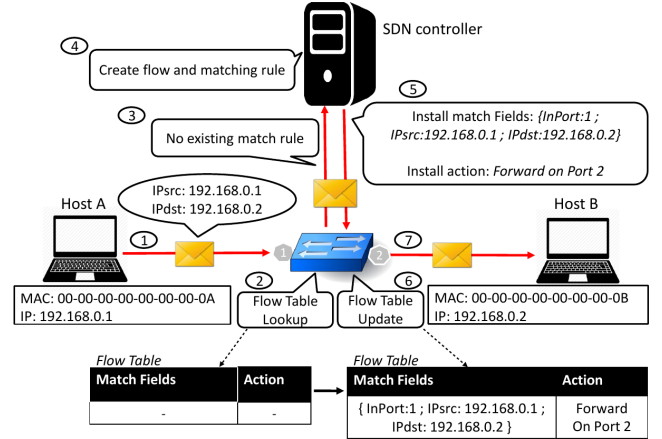 SDN controller
4
Create flow and matching rule
5
Install match Fields: {InPort:1 ;
IPsrc:192.168.0.1 ; IPdst:192.168.0.2}
Install action: Forward on Port 2
3
No existing match rule
IPsrc: 192.168.0.1
IPdst: 192.168.0.2
Host A
Host B
1
1
2
7
2
Flow Table
Lookup
Flow Table
Update
6
MAC: 00-00-00-00-00-00-00-0A
IP: 192.168.0.1
MAC: 00-00-00-00-00-00-00-0B
IP: 192.168.0.2
Flow Table
Match Fields Action
- -
Flow Table
Match Fields Action
{ InPort:1 ; IPsrc: 192.168.0.1 ; Forward
IPdst: 192.168.0.2 } On Port 2